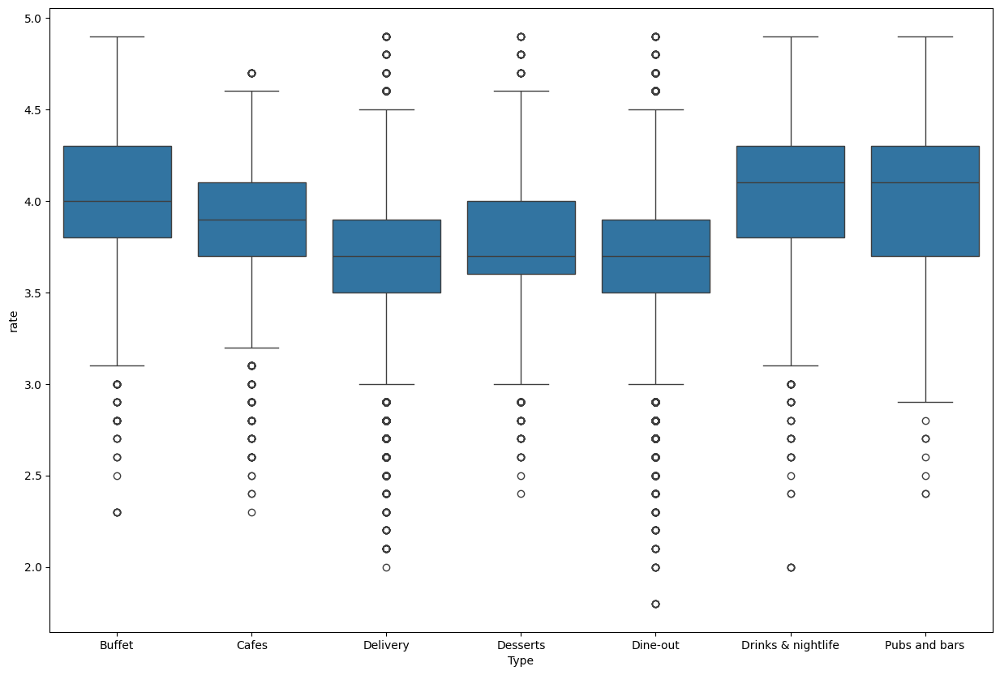 5.0
4.5
4.0
3.5
3.0
2.5
2.0
rate
Buffet Cafes Delivery Desserts Dine-out Drinks & nightlife Pubs and bars
Type